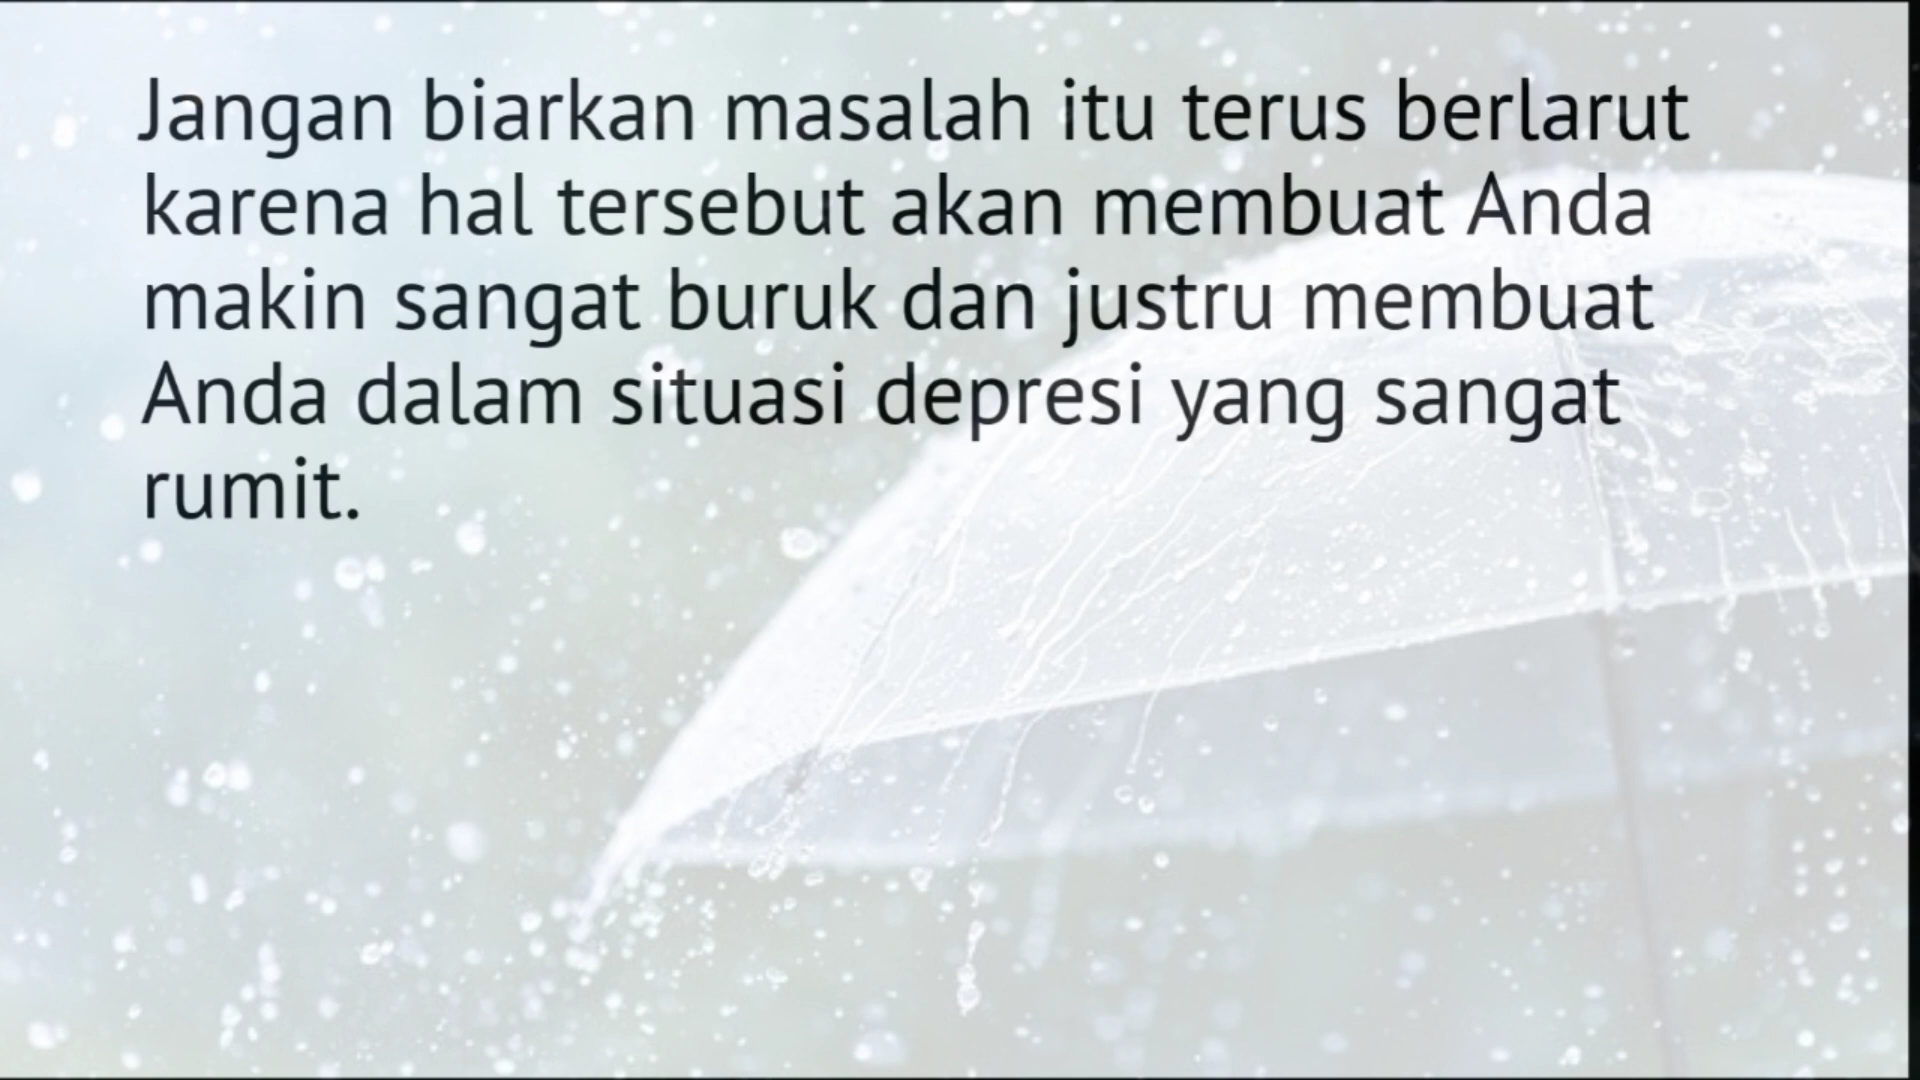 Jangan biarkan masalah itu terus berlarut
karena hal tersebut akan membuat Anda
makin sangat buruk dan justru membuat
Anda dalam situasi depresi yang sangat
rumit.